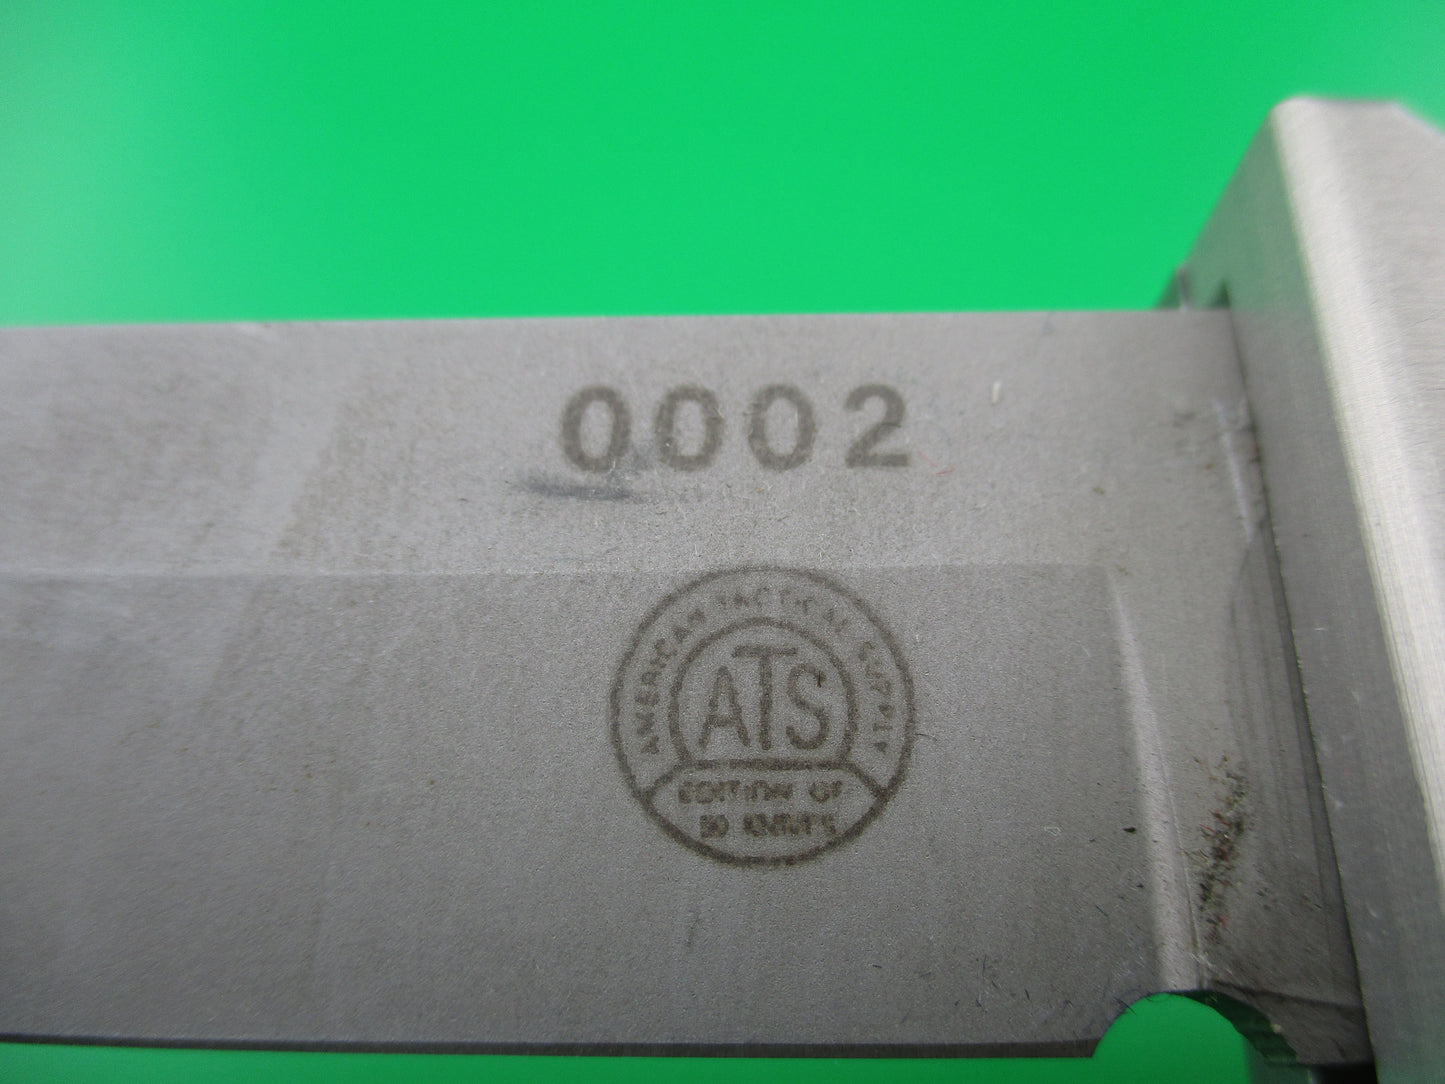 0002
AMERICAN TACTICAL SUPPLY
ATS
EDITION OF
50 KNIVES